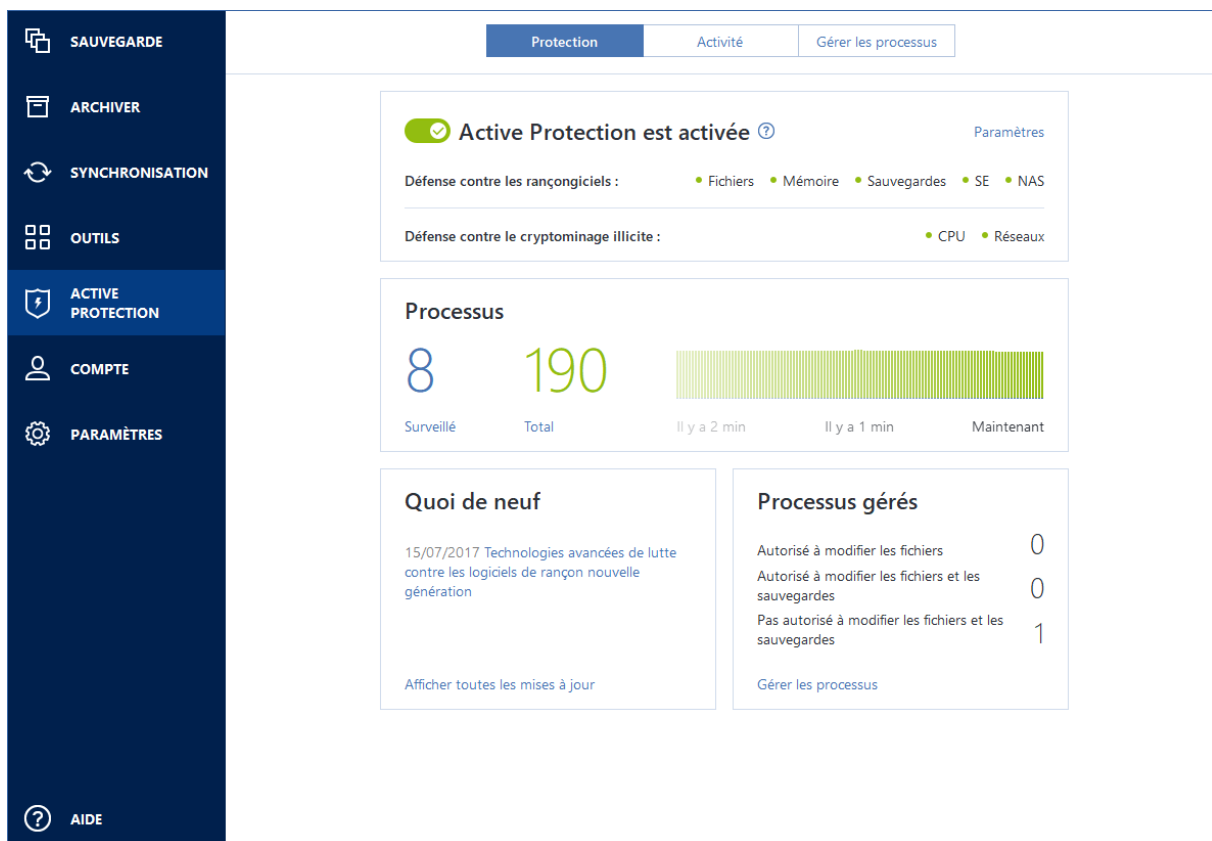 SAUVEGARDE
ARCHIVER
SYNCHRONISATION
OUTILS
ACTIVE
PROTECTION
COMPTE
PARAMÈTRES
AIDE
Protection Activité Gérer les processus
Active Protection est activée ? Paramètres
Défense contre les rançongiciels : • Fichiers • Mémoire • Sauvegardes • SE • NAS
Défense contre le cryptominage illicite : • CPU • Réseaux
Processus
8 190
Surveillé Total Il y a 2 min Il y a 1 min Maintenant
Quoi de neuf
15/07/2017 Technologies avancées de lutte
contre les logiciels de rançon nouvelle
génération
Afficher toutes les mises à jour
Processus gérés
Autorisé à modifier les fichiers 0
Autorisé à modifier les fichiers et les
sauvegardes 0
Pas autorisé à modifier les fichiers et les
sauvegardes 1
Gérer les processus